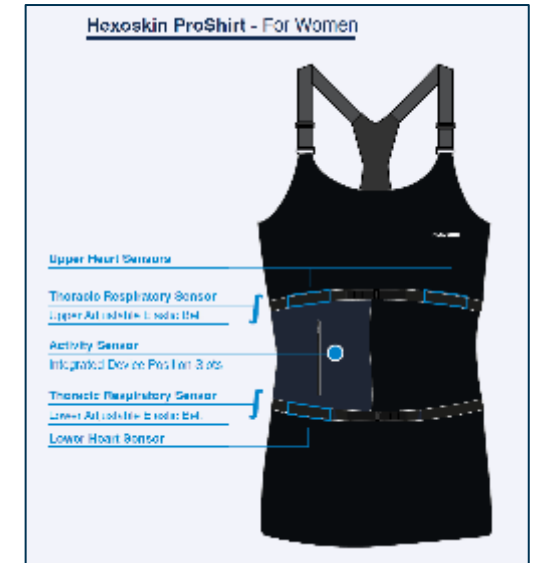 Hexoskin ProShirt - For Women
Upper Heart Sensors
Thoracic Respiratory Sensor
Upper Adjustable Elastic Belt
Activity Sensor
Integrated Device Position Slots
Thoracic Respiratory Sensor
Lower Adjustable Elastic Belt
Lower Heart Sensor